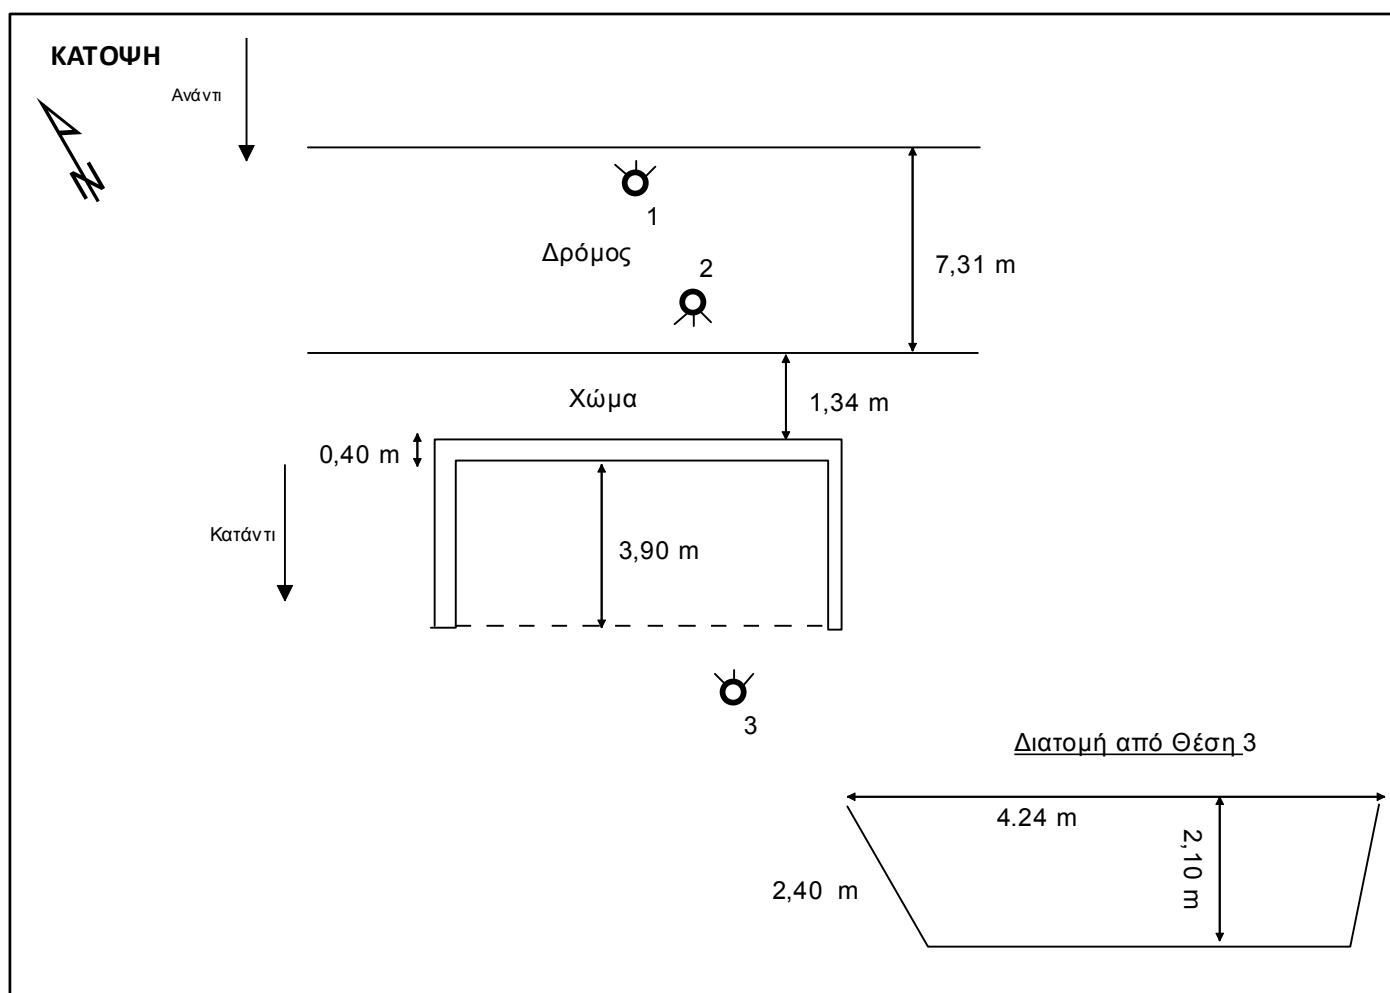 ΚΑΤΟΨΗ
Ανάντι
N
1
Δρόμος
2
7,31 m
Χώμα
1,34 m
0,40 m
Κατάντι
3,90 m
3
Διατομή από Θέση 3
4.24 m
2,10 m
2,40 m